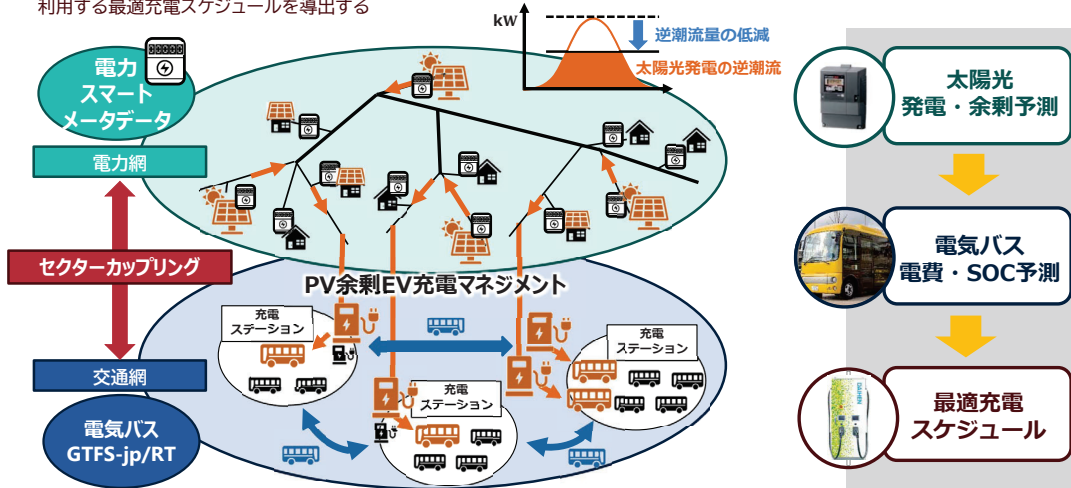 利用する最適充電スケジュールを導出する
kW
逆潮流量の低減
太陽光発電の逆潮流
電力
スマート
メータデータ
電力網
セクターカップリング
交通網
電気バス
GTFS-jp/RT
PV余剰EV充電マネジメント
充電
ステーション
充電
ステーション
充電
ステーション
太陽光
発電・余剰予測
電気バス
電費・SOC予測
DAIHEN
最適充電
スケジュール